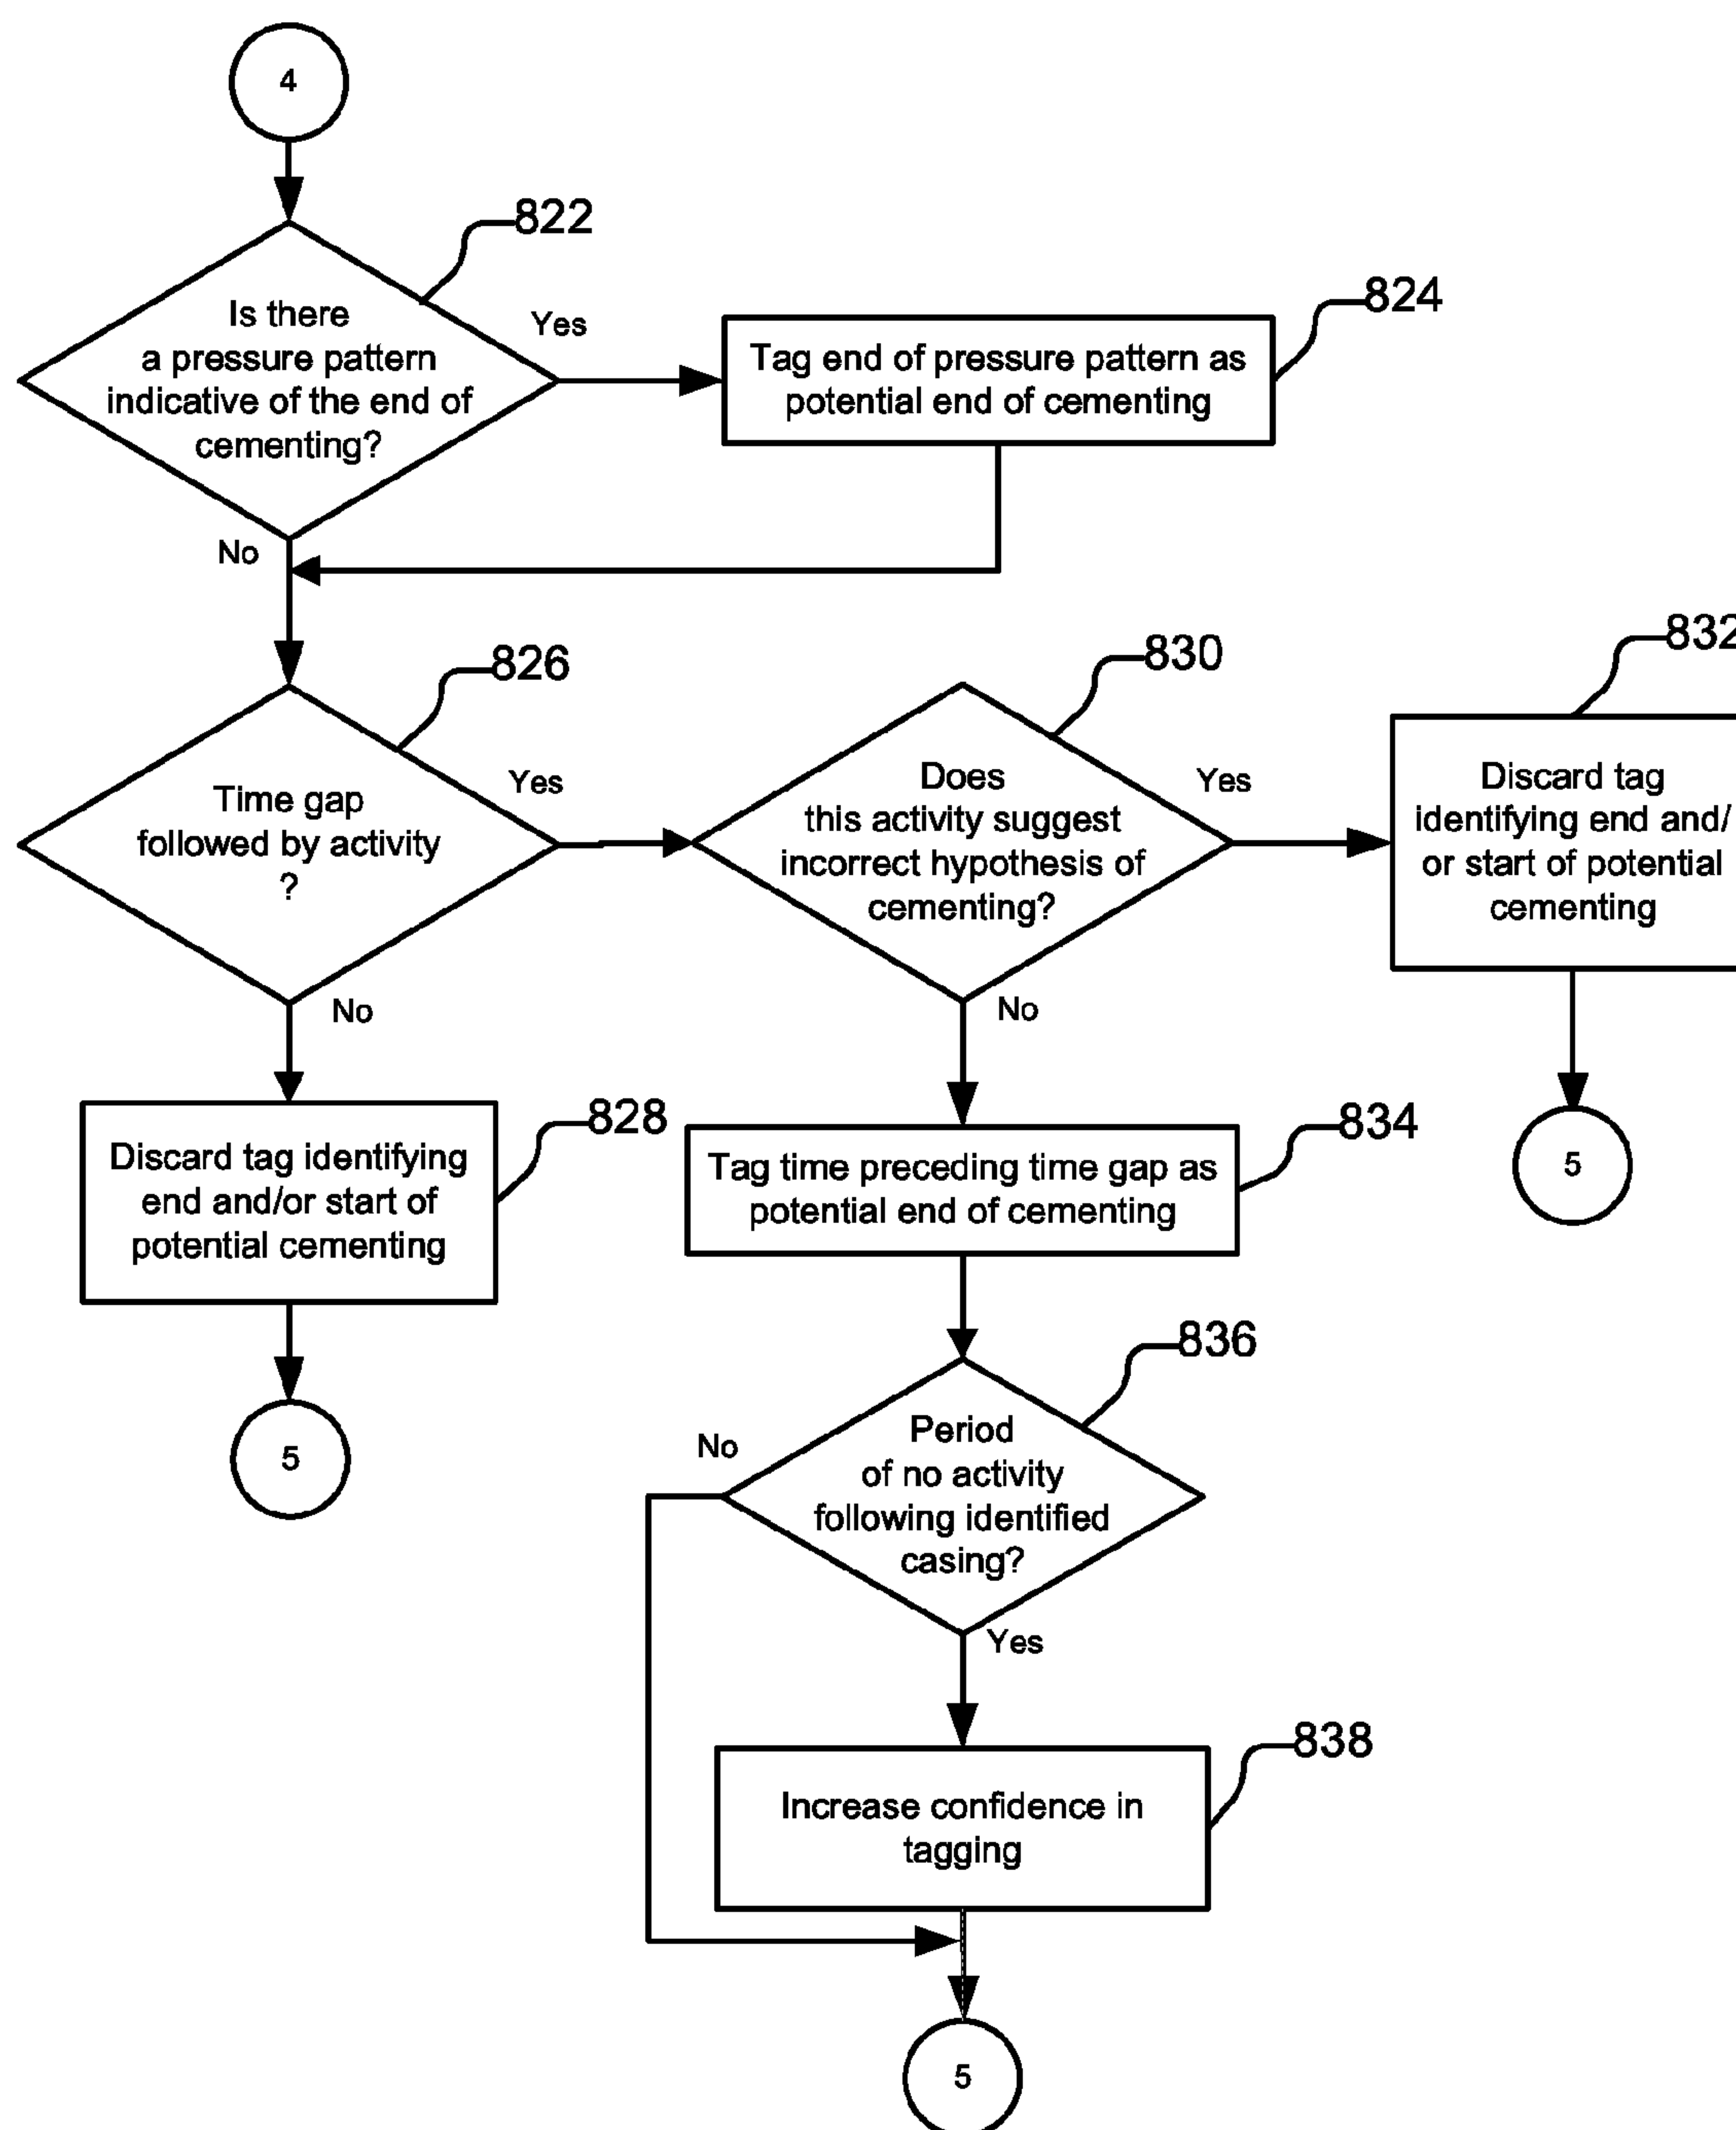 4
822
Is there
a pressure pattern
indicative of the end of
cementing?
Yes
No
824
Tag end of pressure pattern as
potential end of cementing
826
Time gap
followed by activity
?
Yes
No
830
Does
this activity suggest
incorrect hypothesis of
cementing?
Yes
No
832
Discard tag
identifying end and/
or start of potential
cementing
5
828
Discard tag identifying
end and/or start of
potential cementing
5
834
Tag time preceding time gap as
potential end of cementing
836
Period
of no activity
following identified
casing?
No
Yes
838
Increase confidence in
tagging
5